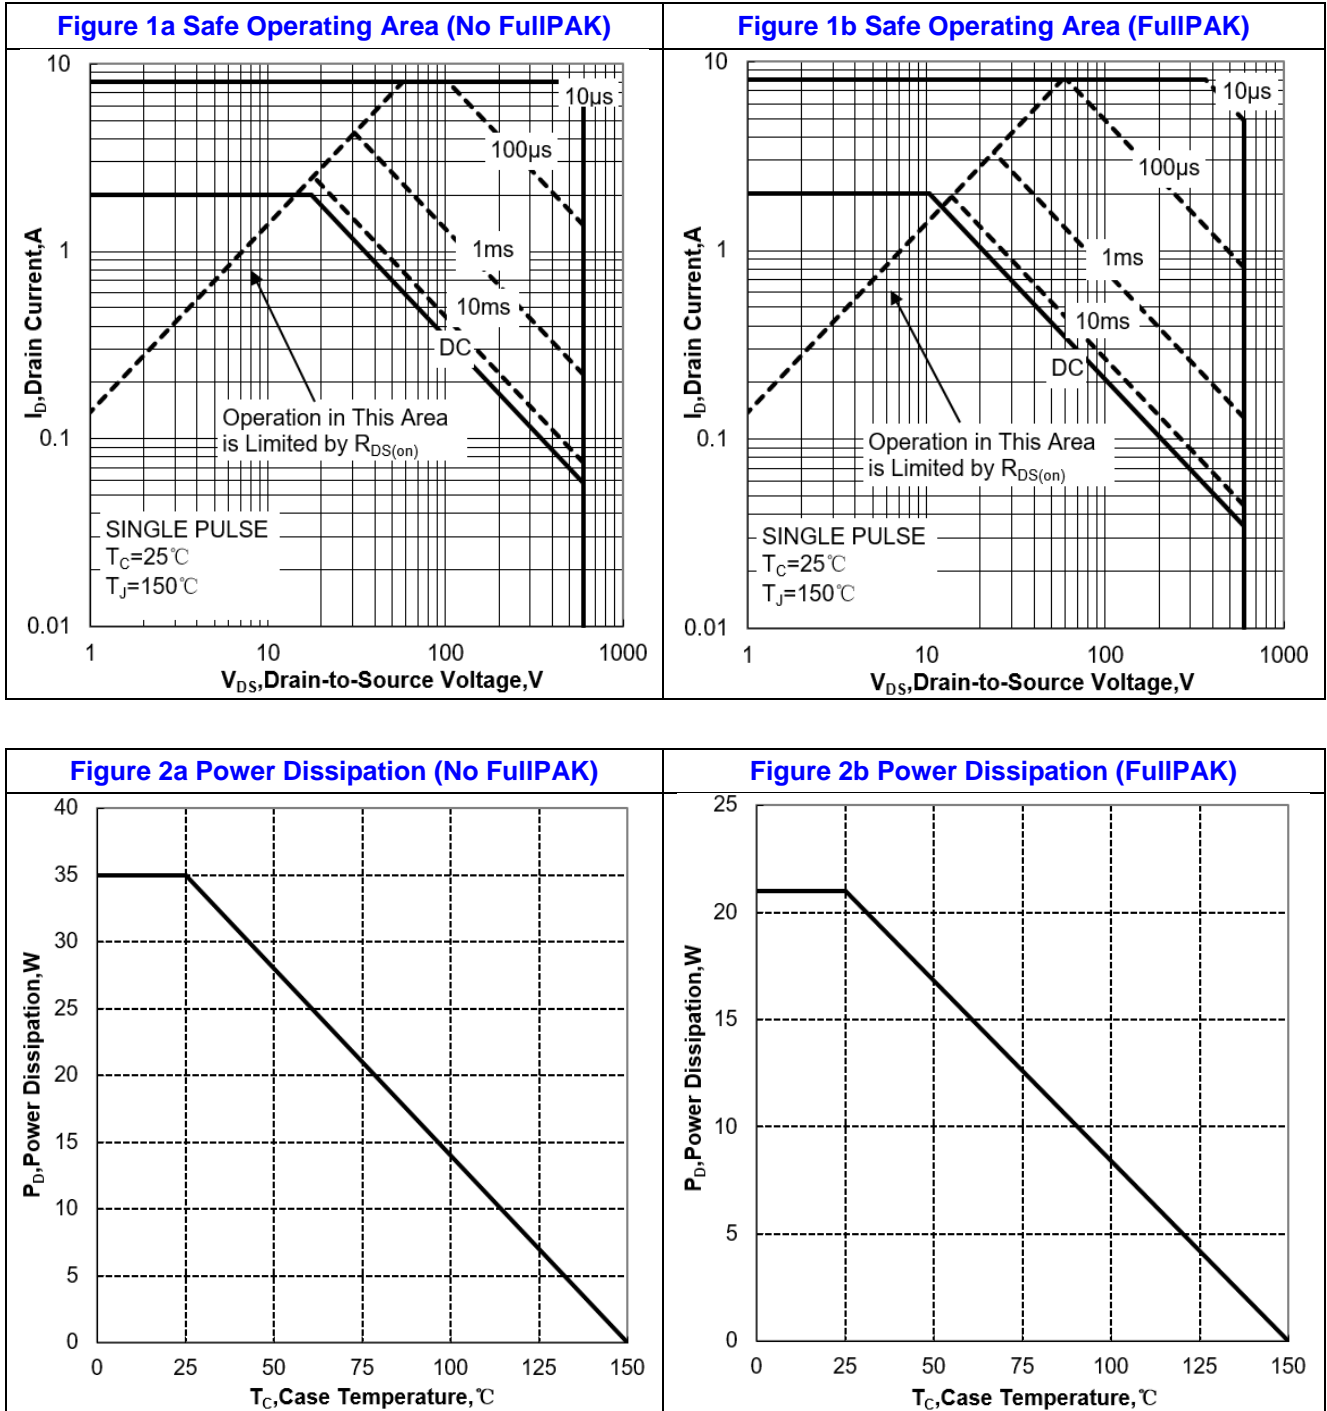 Figure 1a Safe Operating Area (No FullPAK)
10
1
0.1
0.01
1
10
100
1000
10µs
100µs
1ms
10ms
DC
Operation in This Area
is Limited by RDS(on)
SINGLE PULSE
TC=25℃
TJ=150℃
ID,Drain Current,A
VDS,Drain-to-Source Voltage,V
Figure 1b Safe Operating Area (FullPAK)
10
1
0.1
0.01
1
10
100
1000
10µs
100µs
1ms
10ms
DC
Operation in This Area
is Limited by RDS(on)
SINGLE PULSE
TC=25℃
TJ=150℃
ID,Drain Current,A
VDS,Drain-to-Source Voltage,V
Figure 2a Power Dissipation (No FullPAK)
40
35
30
25
20
15
10
5
0
0
25
50
75
100
125
150
PD,Power Dissipation,W
TC,Case Temperature,℃
Figure 2b Power Dissipation (FullPAK)
25
20
15
10
5
0
0
25
50
75
100
125
150
PD,Power Dissipation,W
TC,Case Temperature,℃